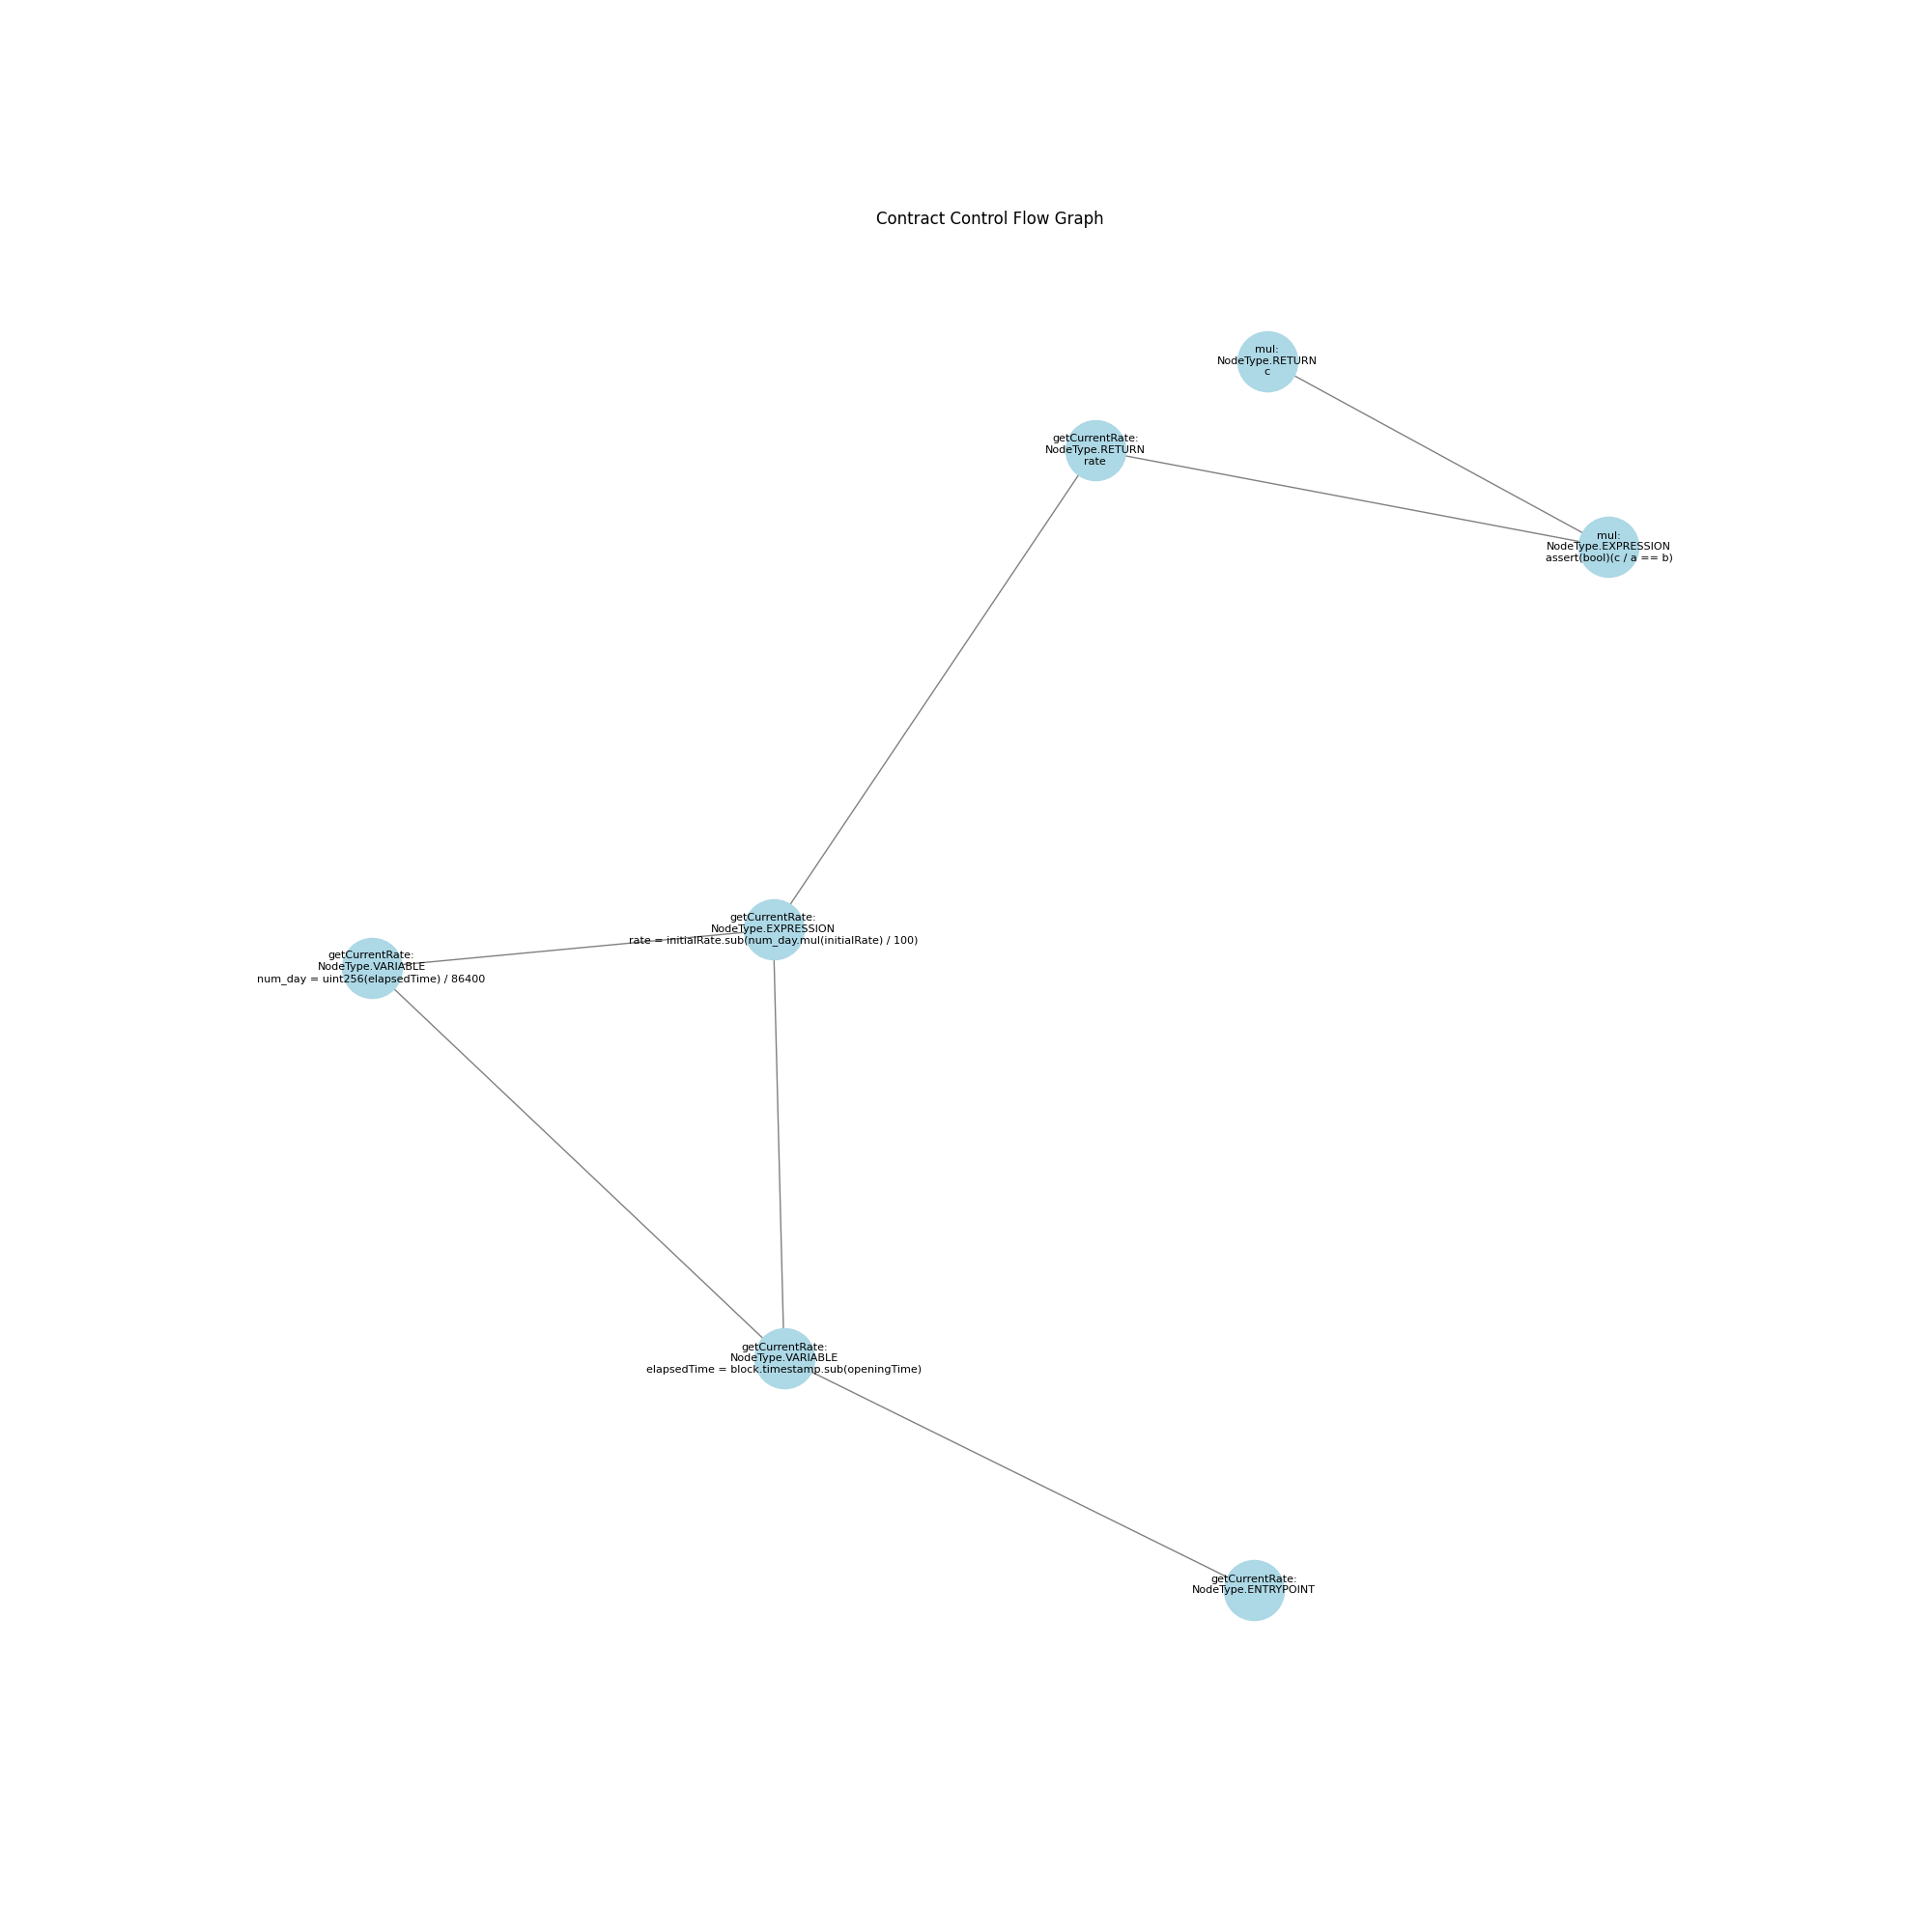 Contract Control Flow Graph
mul:
NodeType.RETURN
c
getCurrentRate:
NodeType.RETURN
rate
mul:
NodeType.EXPRESSION
assert(bool)(c / a == b)
getCurrentRate:
NodeType.EXPRESSION
rate = initialRate.sub(num_day.mul(initialRate) / 100)
getCurrentRate:
NodeType.VARIABLE
num_day = uint256(elapsedTime) / 86400
getCurrentRate:
NodeType.VARIABLE
elapsedTime = block.timestamp.sub(openingTime)
getCurrentRate:
NodeType.ENTRYPOINT